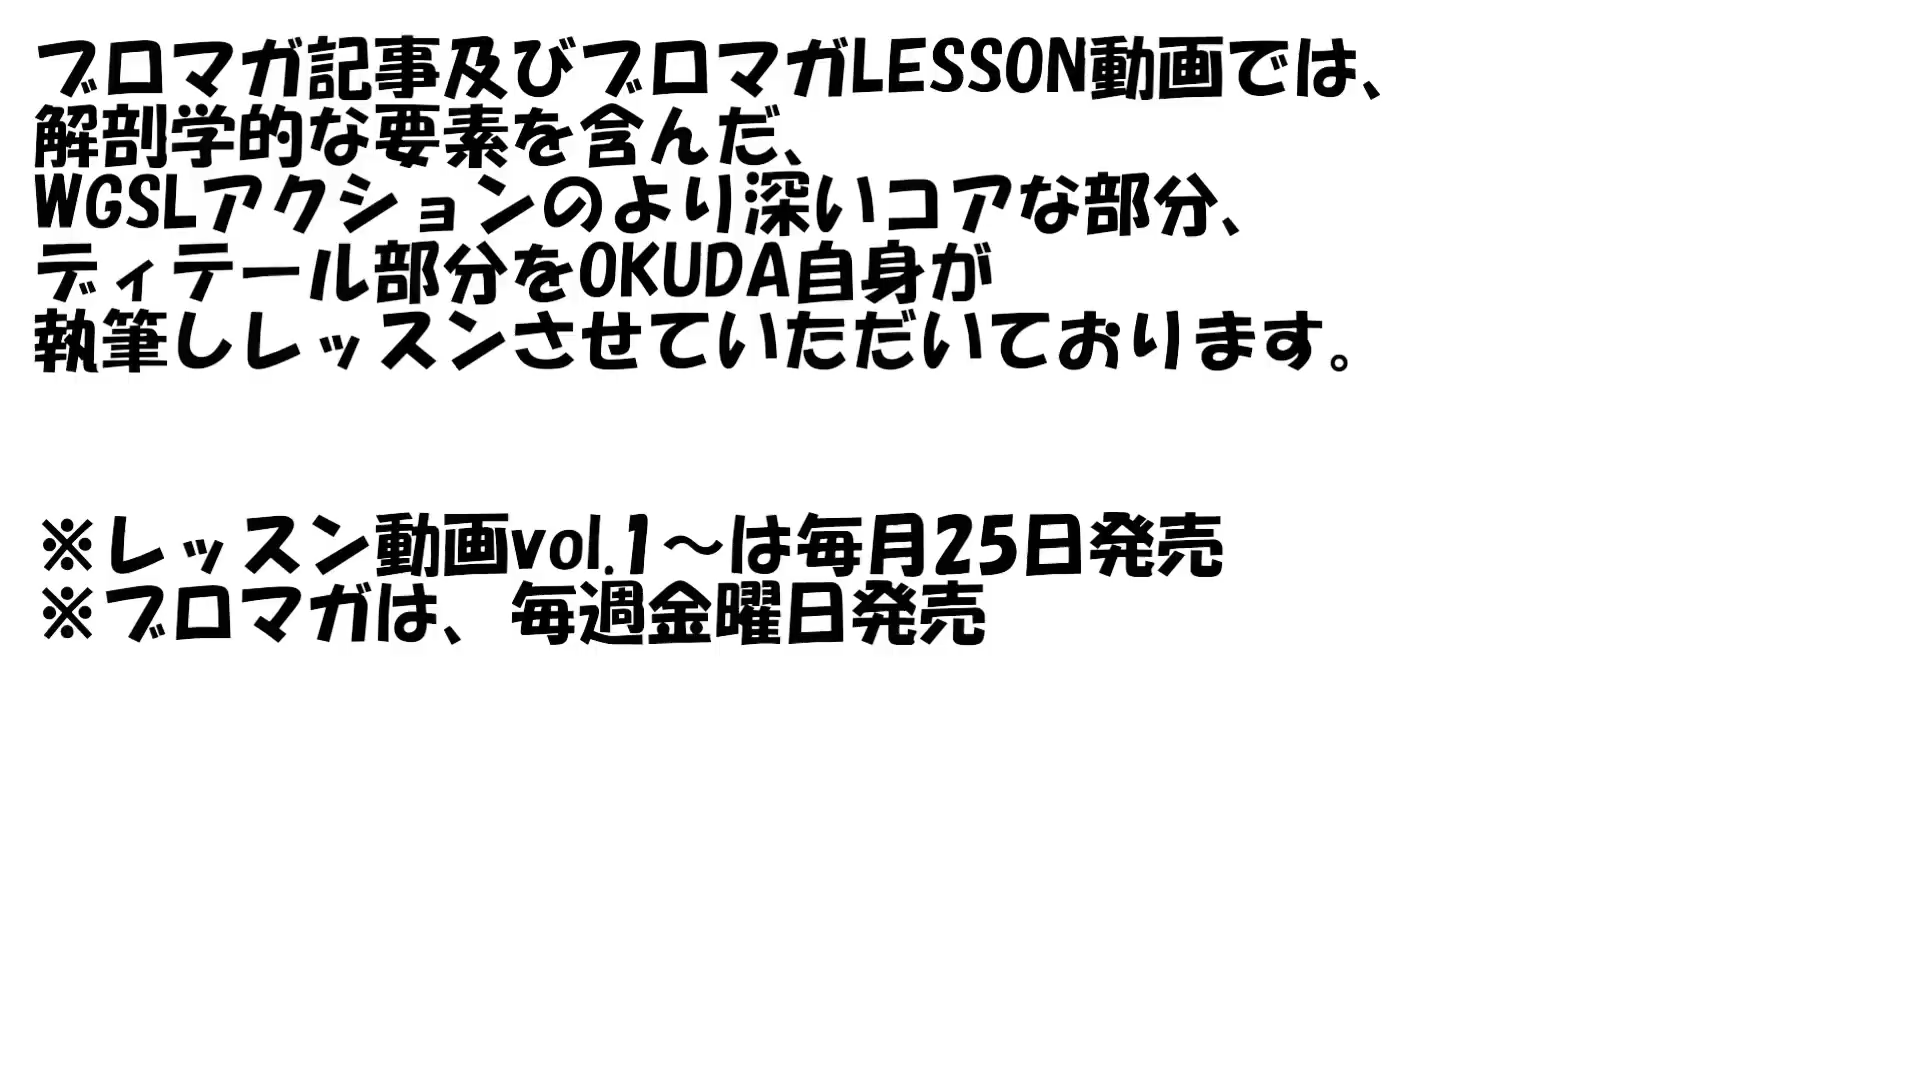 ブロマガ記事及びブロマガLESSON動画では、
解剖学的な要素を含んだ、
WGSLアクションのより深いコアな部分、
ディテール部分をOKUDA自身が
執筆しレッスンさせていただいております。
※レッスン動画vol.1～は毎月25日発売
※ブロマガは、毎週金曜日発売